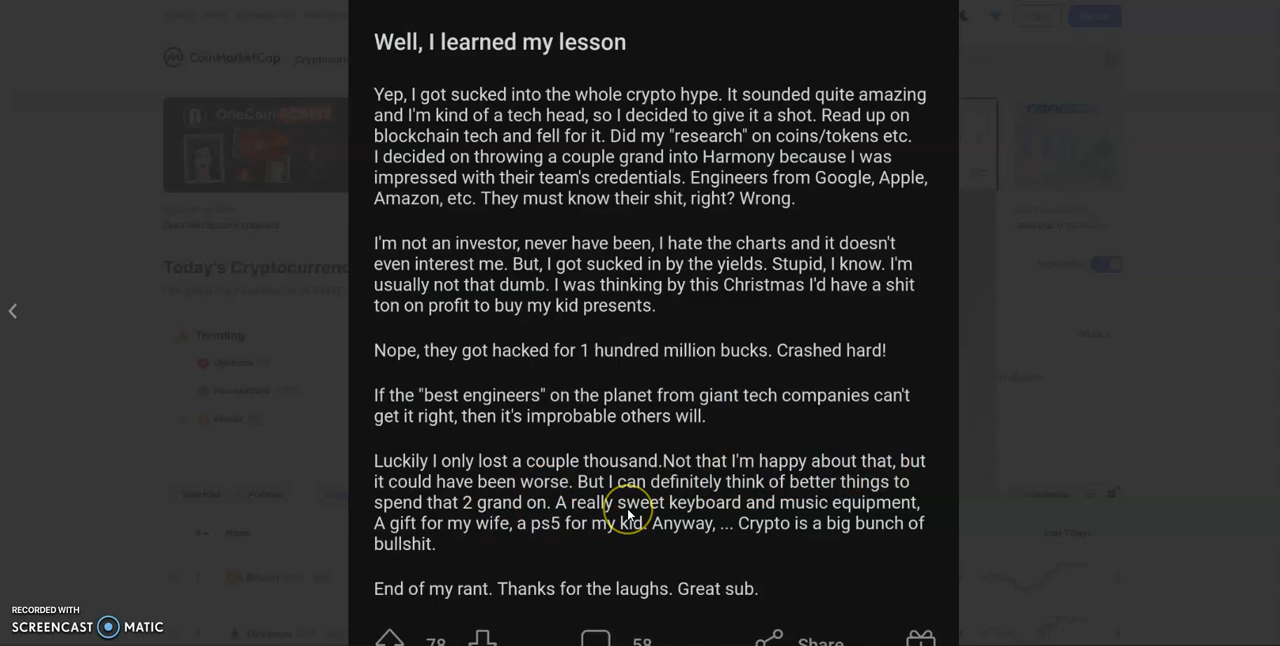 CoinMarketCap
OneCoin
Today's Cryptocurrenc
Trending
Well, I learned my lesson
Yep, I got sucked into the whole crypto hype. It sounded quite amazing
and I'm kind of a tech head, so I decided to give it a shot. Read up on
blockchain tech and fell for it. Did my "research" on coins/tokens etc.
I decided on throwing a couple grand into Harmony because I was
impressed with their team's credentials. Engineers from Google, Apple,
Amazon, etc. They must know their shit, right? Wrong.
I'm not an investor, never have been, I hate the charts and it doesn't
even interest me. But, I got sucked in by the yields. Stupid, I know. I'm
usually not that dumb. I was thinking by this Christmas I'd have a shit
ton on profit to buy my kid presents.
Nope, they got hacked for 1 hundred million bucks. Crashed hard!
If the "best engineers" on the planet from giant tech companies can't
get it right, then it's improbable others will.
Luckily I only lost a couple thousand.Not that I'm happy about that, but
it could have been worse. But I can definitely think of better things to
spend that 2 grand on. A really sweet keyboard and music equipment,
A gift for my wife, a ps5 for my kid. Anyway, ... Crypto is a big bunch of
bullshit.
End of my rant. Thanks for the laughs. Great sub.
78
58
Share
RECORDED WITH
SCREENCAST MATIC